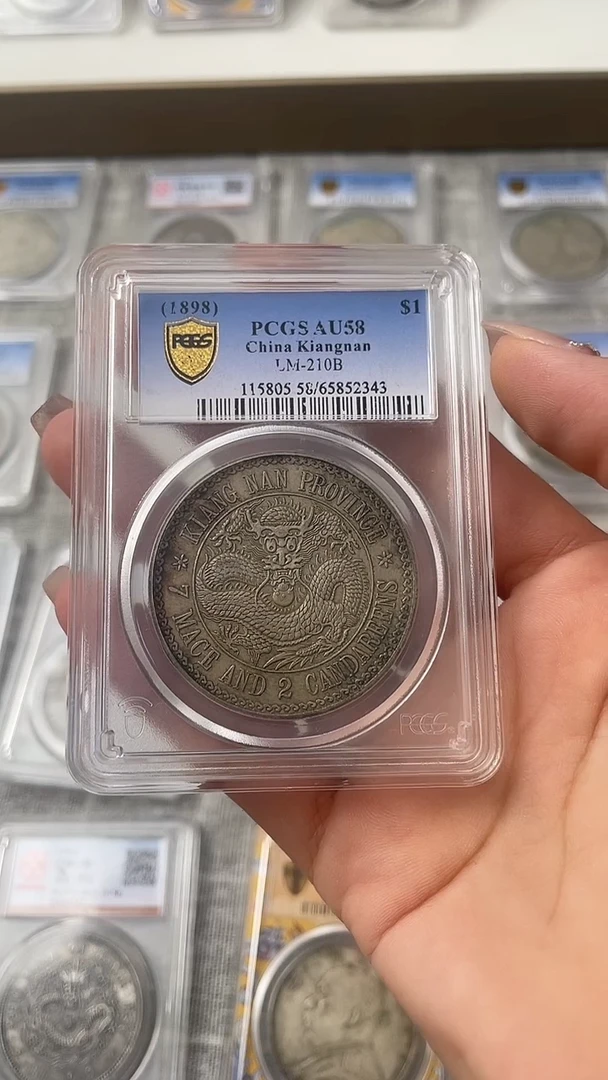 (1898) $1
PCGS
PCGS AU58
China Kiangnan
LM-210B
115805.58/65852343
KIANG NAN PROVINCE
* *
7 MACE AND 2 CANDAREENS
PCGS